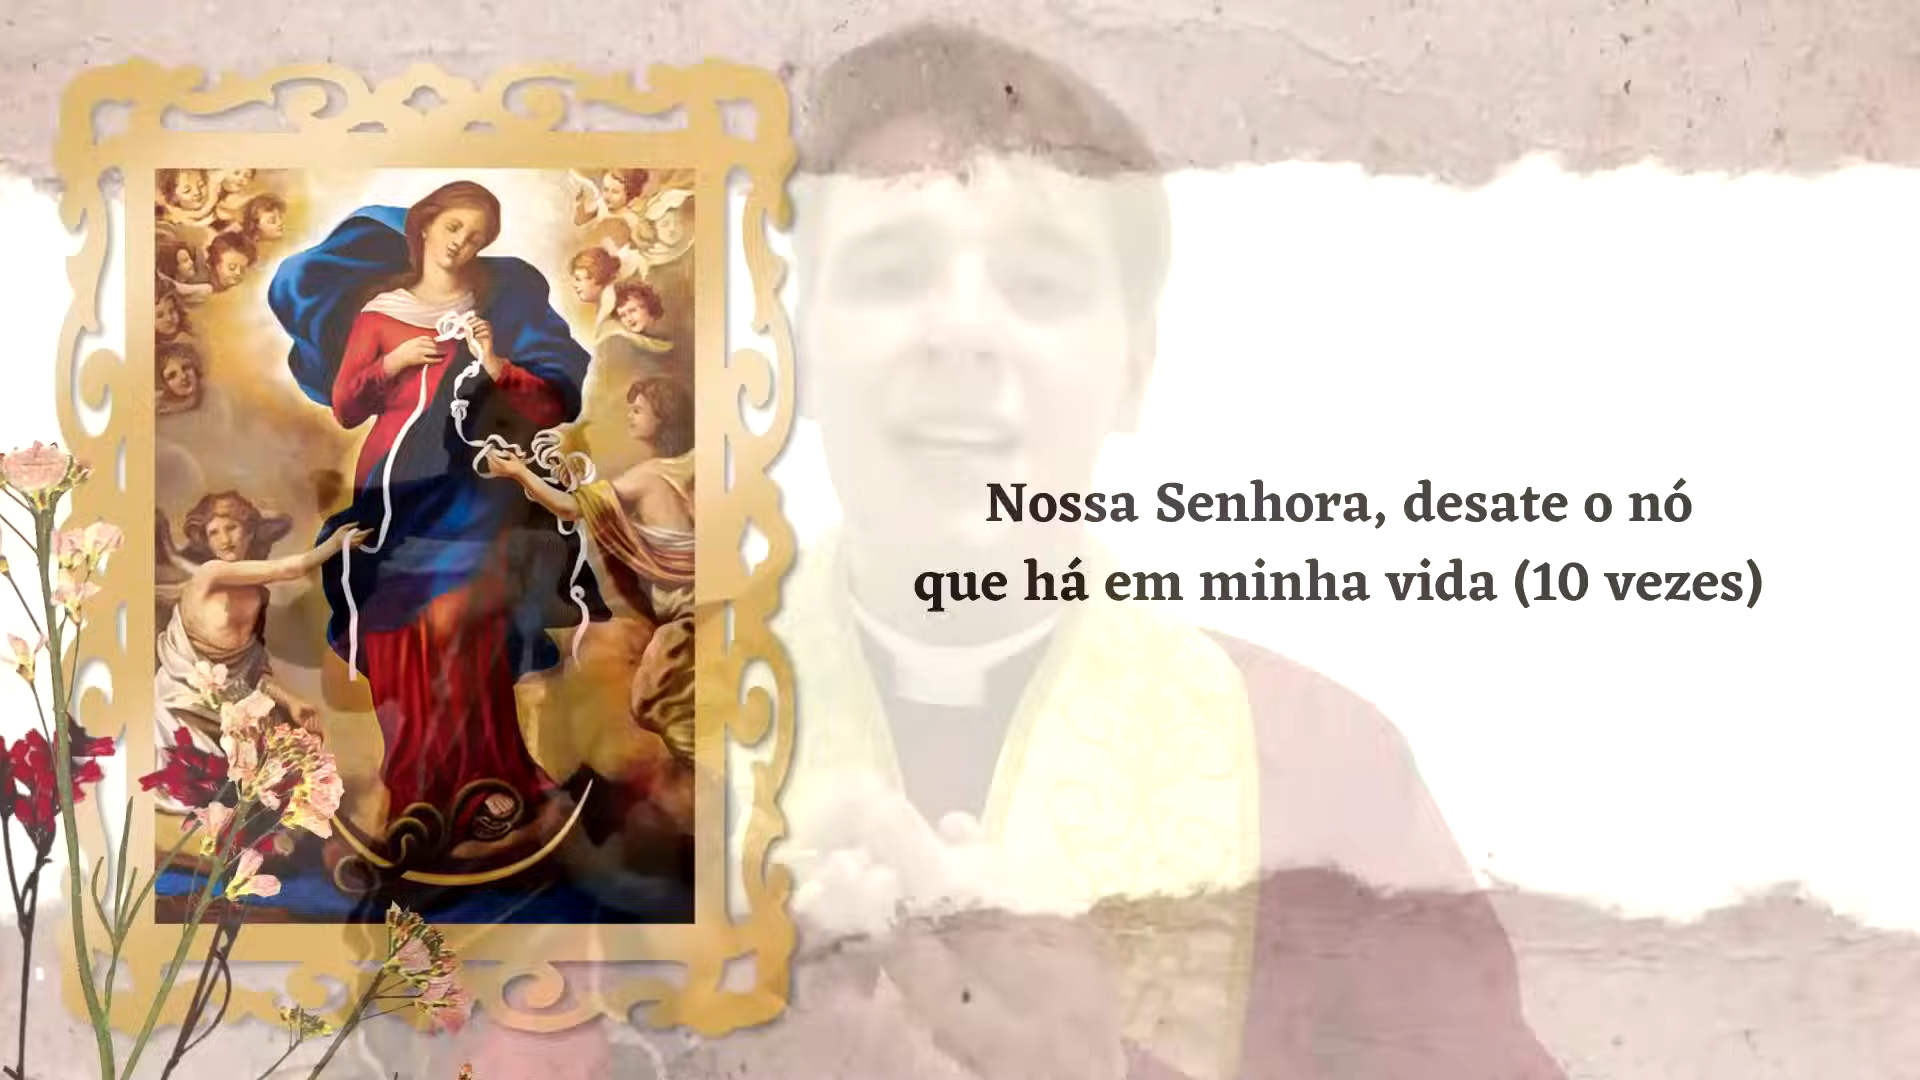 Nossa Senhora, desate o nó
que há em minha vida (10 vezes)